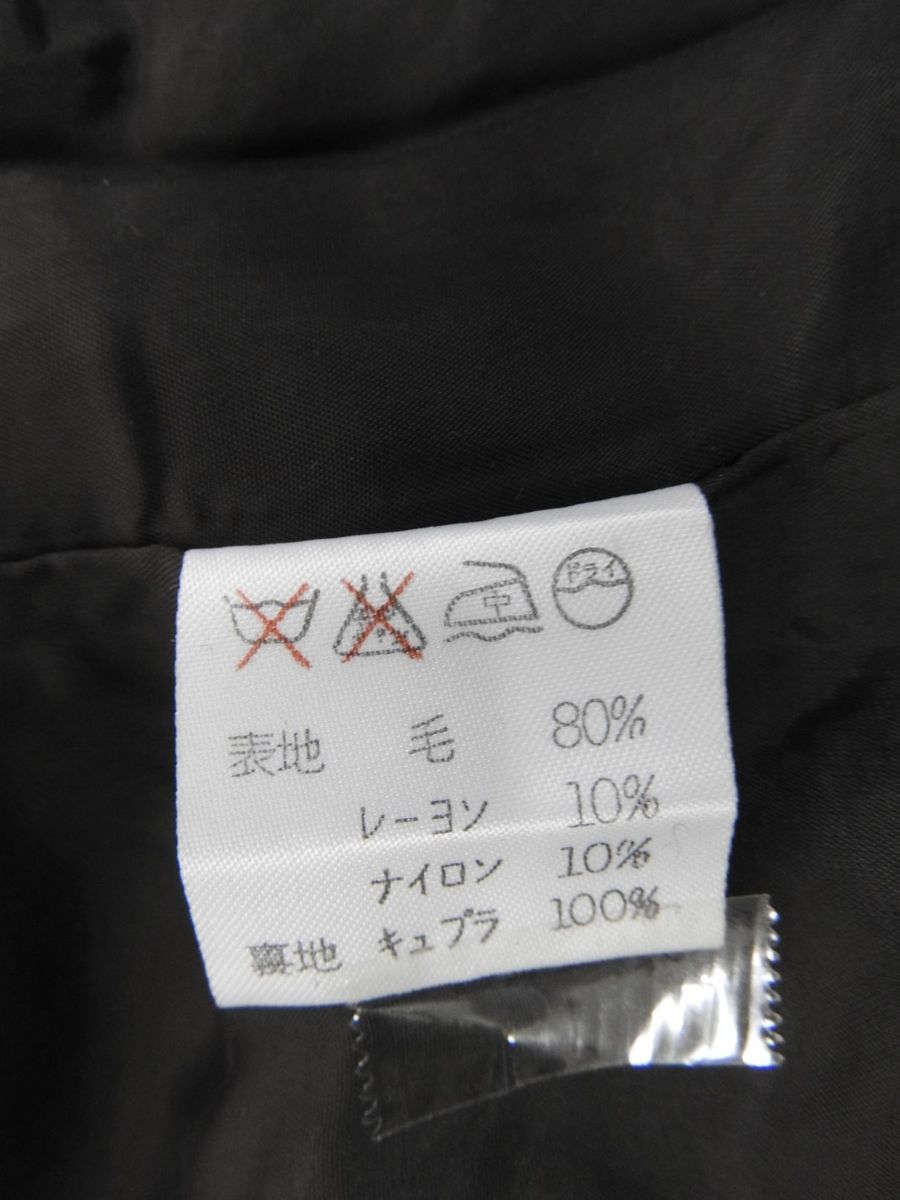 中 ドライ
表地 毛 80%
レーヨン 10%
ナイロン 10%
裏地 キュプラ 100%